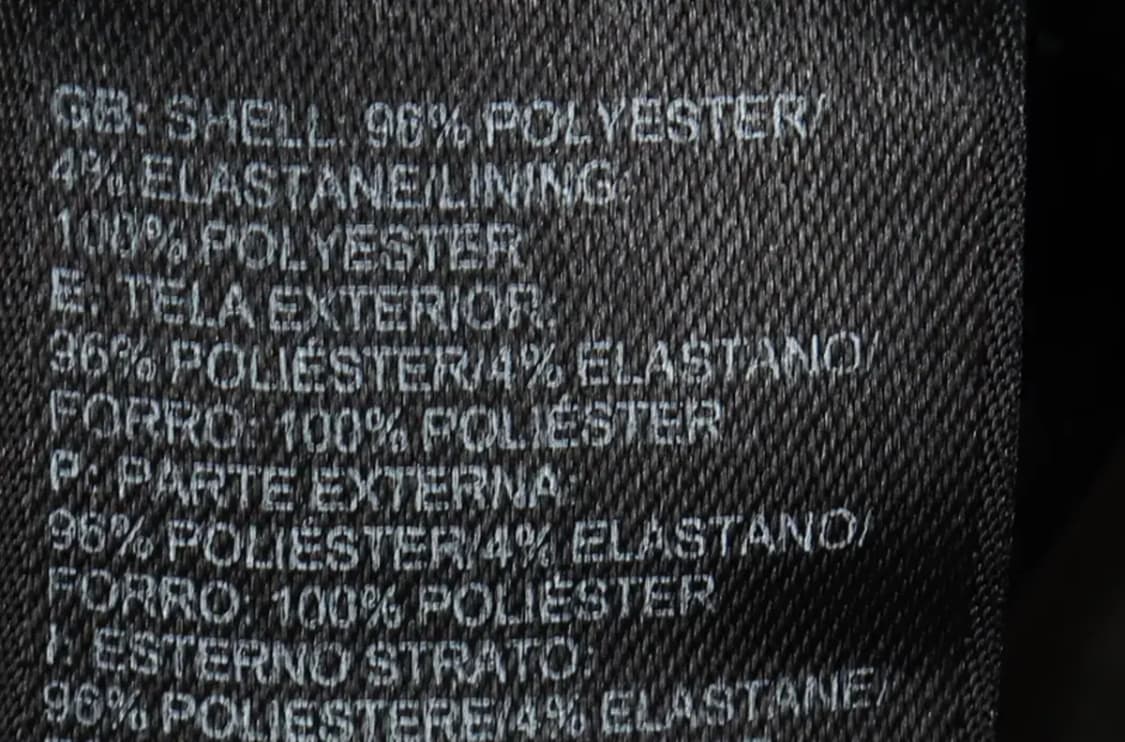 GB: SHELL: 96% POLYESTER/
4% ELASTANE/LINING:
100% POLYESTER
E: TELA EXTERIOR:
96% POLIÉSTER/4% ELASTANO/
FORRO: 100% POLIÉSTER
P: PARTE EXTERNA:
96% POLIÉSTER/4% ELASTANO/
FORRO: 100% POLIÉSTER
I: ESTERNO STRATO:
96% POLIESTERE/4% ELASTANE/